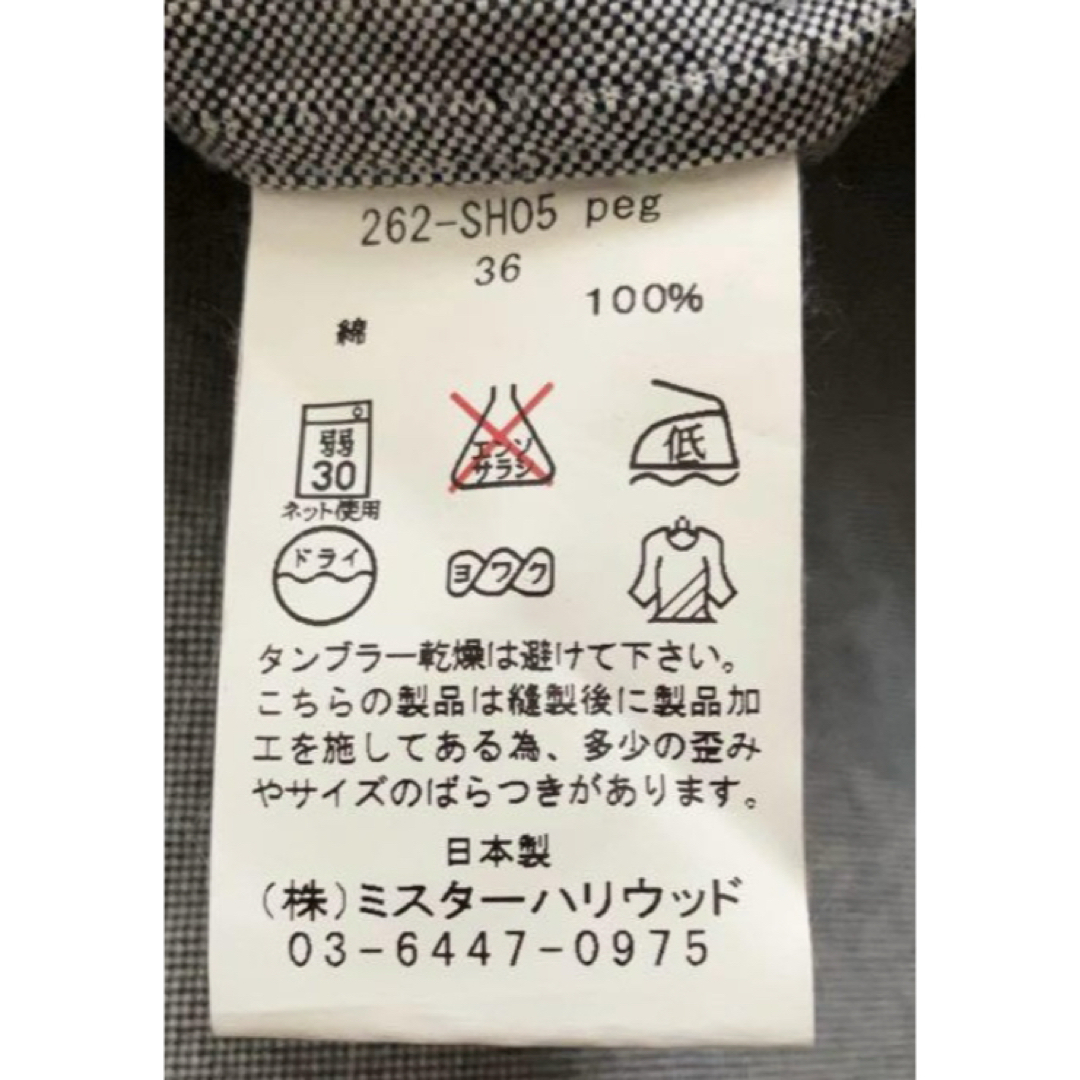 262-SH05 peg
36
綿 100%
弱
30
ネット使用
エンソ
サラシ
低
ドライ
ヨワク
タンブラー乾燥は避けて下さい。
こちらの製品は縫製後に製品加
工を施してある為、多少の歪み
やサイズのばらつきがあります。
日本製
(株)ミスターハリウッド
03-6447-0975